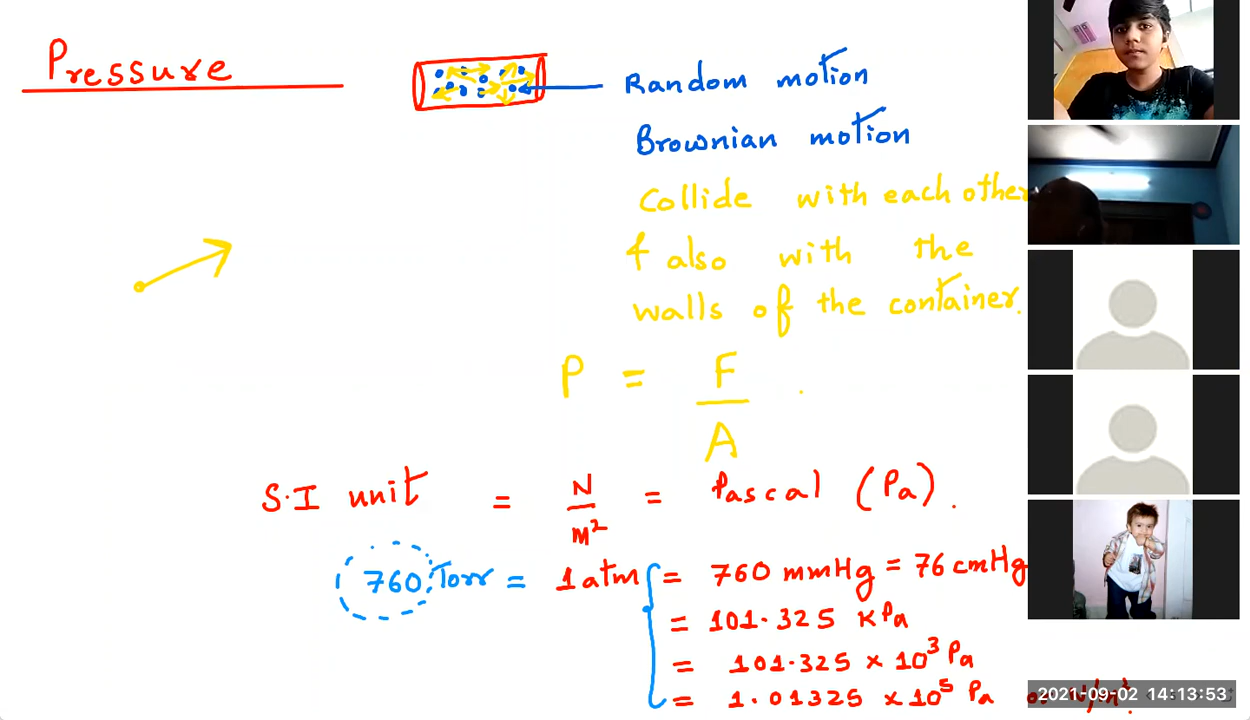 Pressure
Random motion
Brownian motion
Collide with each other
& also with the
walls of the container.
P = F / A
S.I unit = N / m² = Pascal (Pa).
760 Torr = 1 atm = 760 mmHg = 76 cmHg
= 101.325 KPa
= 101.325 × 10³ Pa
= 1.01325 × 10⁵ Pa or N/m².
2021-09-02 14:13:53